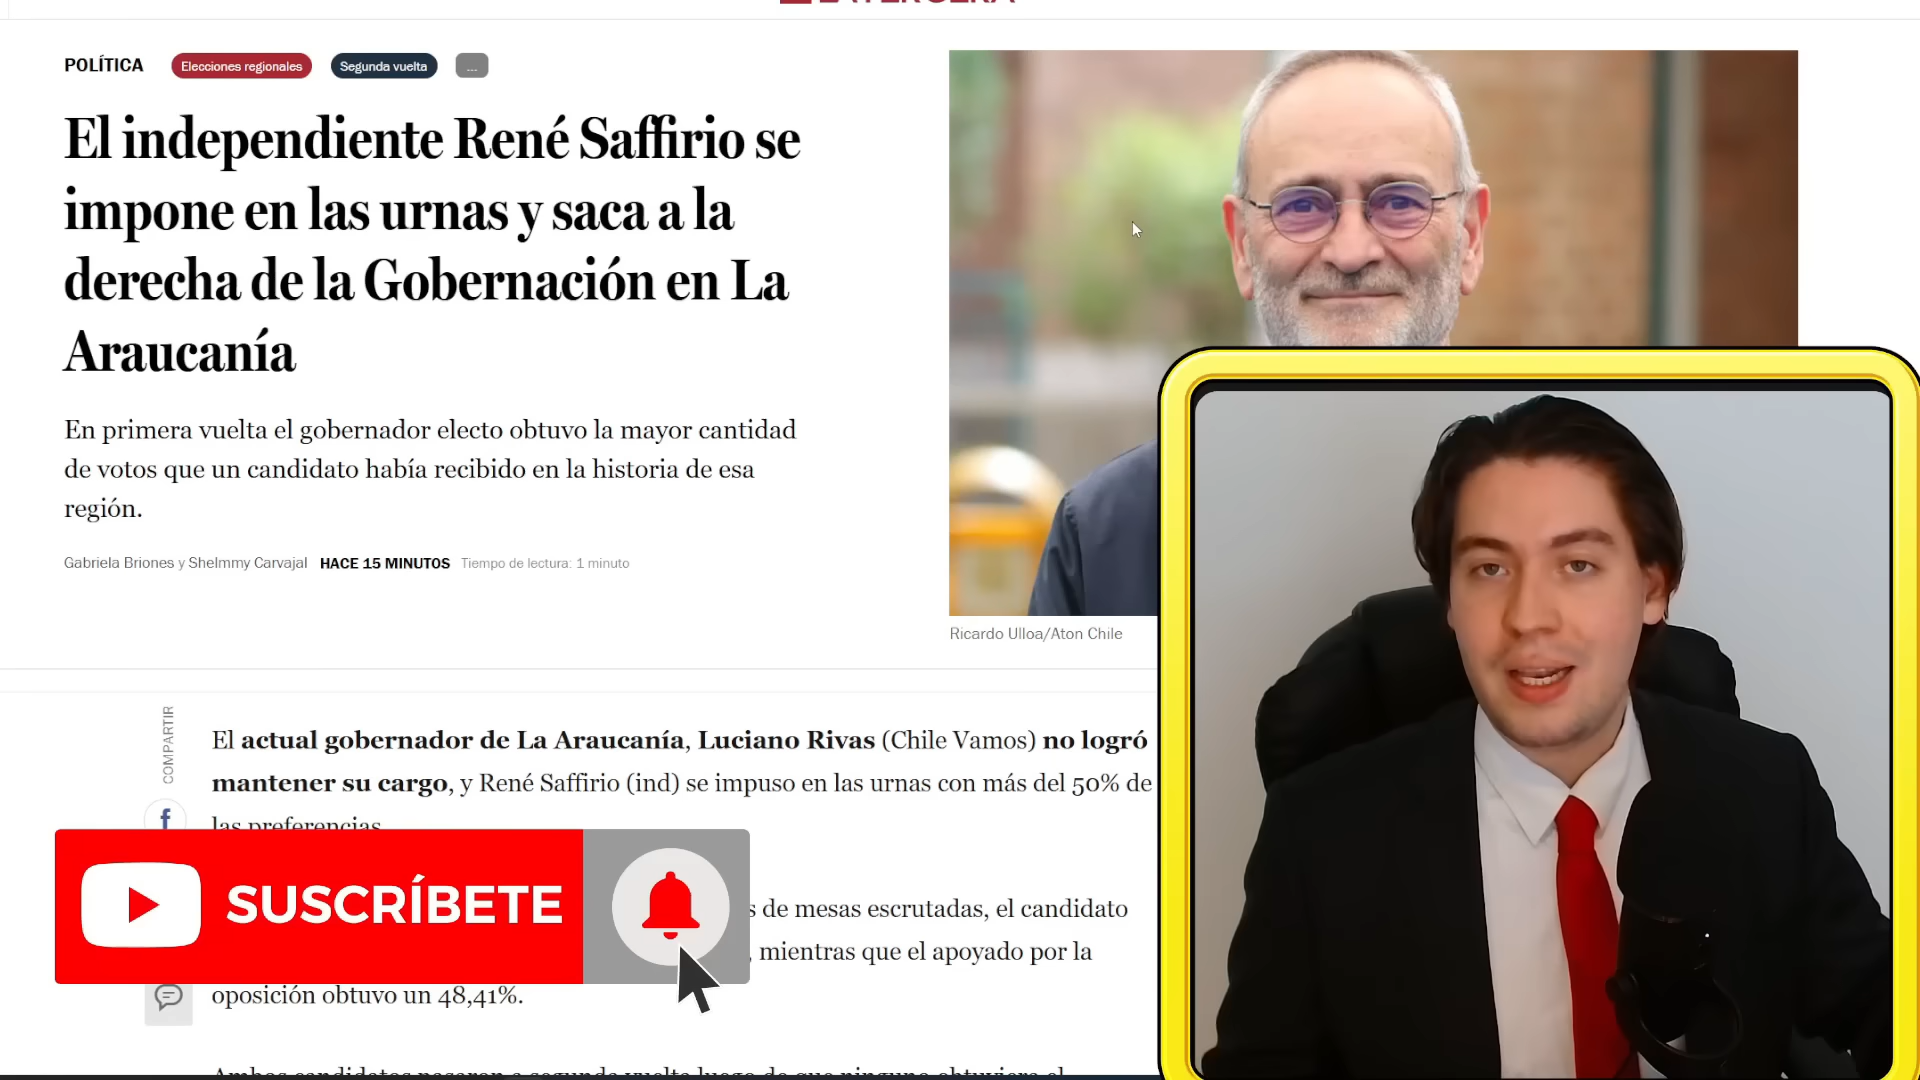 POLÍTICA
Elecciones regionales
Segunda vuelta
...
El independiente René Saffirio se
impone en las urnas y saca a la
derecha de la Gobernación en La
Araucanía
En primera vuelta el gobernador electo obtuvo la mayor cantidad
de votos que un candidato había recibido en la historia de esa
región.
Gabriela Briones y Shelmmy Carvajal HACE 15 MINUTOS Tiempo de lectura: 1 minuto
Ricardo Ulloa/Aton Chile
COMPARTIR
El actual gobernador de La Araucanía, Luciano Rivas (Chile Vamos) no logró
mantener su cargo, y René Saffirio (ind) se impuso en las urnas con más del 50% de
las preferencias
SUSCRÍBETE
de mesas escrutadas, el candidato
, mientras que el apoyado por la
oposición obtuvo un 48,41%.